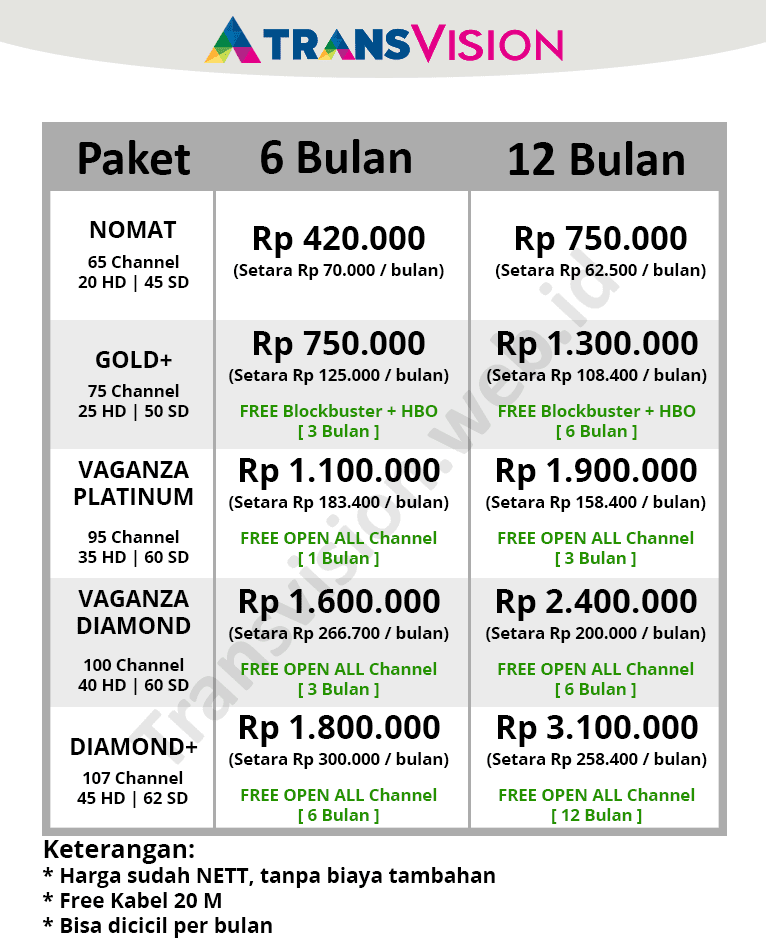 TRANSVISION
Paket 6 Bulan 12 Bulan
NOMAT
65 Channel
20 HD | 45 SD
Rp 420.000
(Setara Rp 70.000 / bulan)
Rp 750.000
(Setara Rp 62.500 / bulan)
GOLD+
75 Channel
25 HD | 50 SD
Rp 750.000
(Setara Rp 125.000 / bulan)
FREE Blockbuster + HBO
[ 3 Bulan ]
Rp 1.300.000
(Setara Rp 108.400 / bulan)
FREE Blockbuster + HBO
[ 6 Bulan ]
VAGANZA
PLATINUM
95 Channel
35 HD | 60 SD
Rp 1.100.000
(Setara Rp 183.400 / bulan)
FREE OPEN ALL Channel
[ 1 Bulan ]
Rp 1.900.000
(Setara Rp 158.400 / bulan)
FREE OPEN ALL Channel
[ 3 Bulan ]
VAGANZA
DIAMOND
100 Channel
40 HD | 60 SD
Rp 1.600.000
(Setara Rp 266.700 / bulan)
FREE OPEN ALL Channel
[ 3 Bulan ]
Rp 2.400.000
(Setara Rp 200.000 / bulan)
FREE OPEN ALL Channel
[ 6 Bulan ]
DIAMOND+
107 Channel
45 HD | 62 SD
Rp 1.800.000
(Setara Rp 300.000 / bulan)
FREE OPEN ALL Channel
[ 6 Bulan ]
Rp 3.100.000
(Setara Rp 258.400 / bulan)
FREE OPEN ALL Channel
[ 12 Bulan ]
Transvision.web.id
Keterangan:
* Harga sudah NETT, tanpa biaya tambahan
* Free Kabel 20 M
* Bisa dicicil per bulan